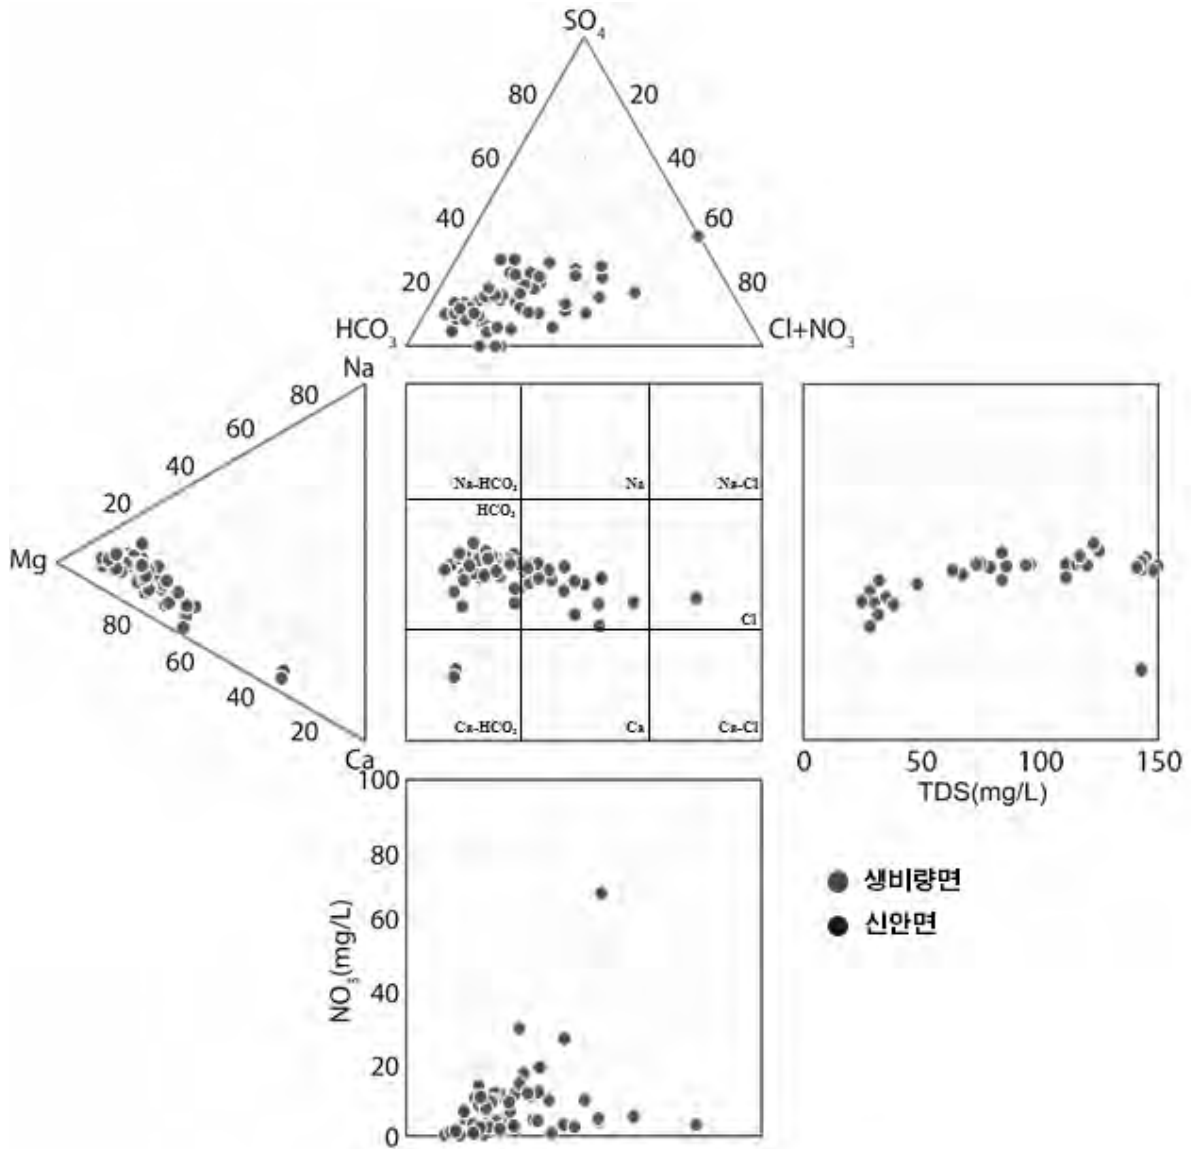 SO4
80 20
60 40
40 60
20 80
HCO3 Cl+NO3
Na
80
60
40
20
Mg
80
60
40
20
Ca
Na-HCO3 Na Na-Cl
HCO3
Cl
Ca-HCO3 Ca Ca-Cl
0 50 100 150
TDS(mg/L)
100
80
60
40
20
0
NO3(mg/L)
생비량면
신안면